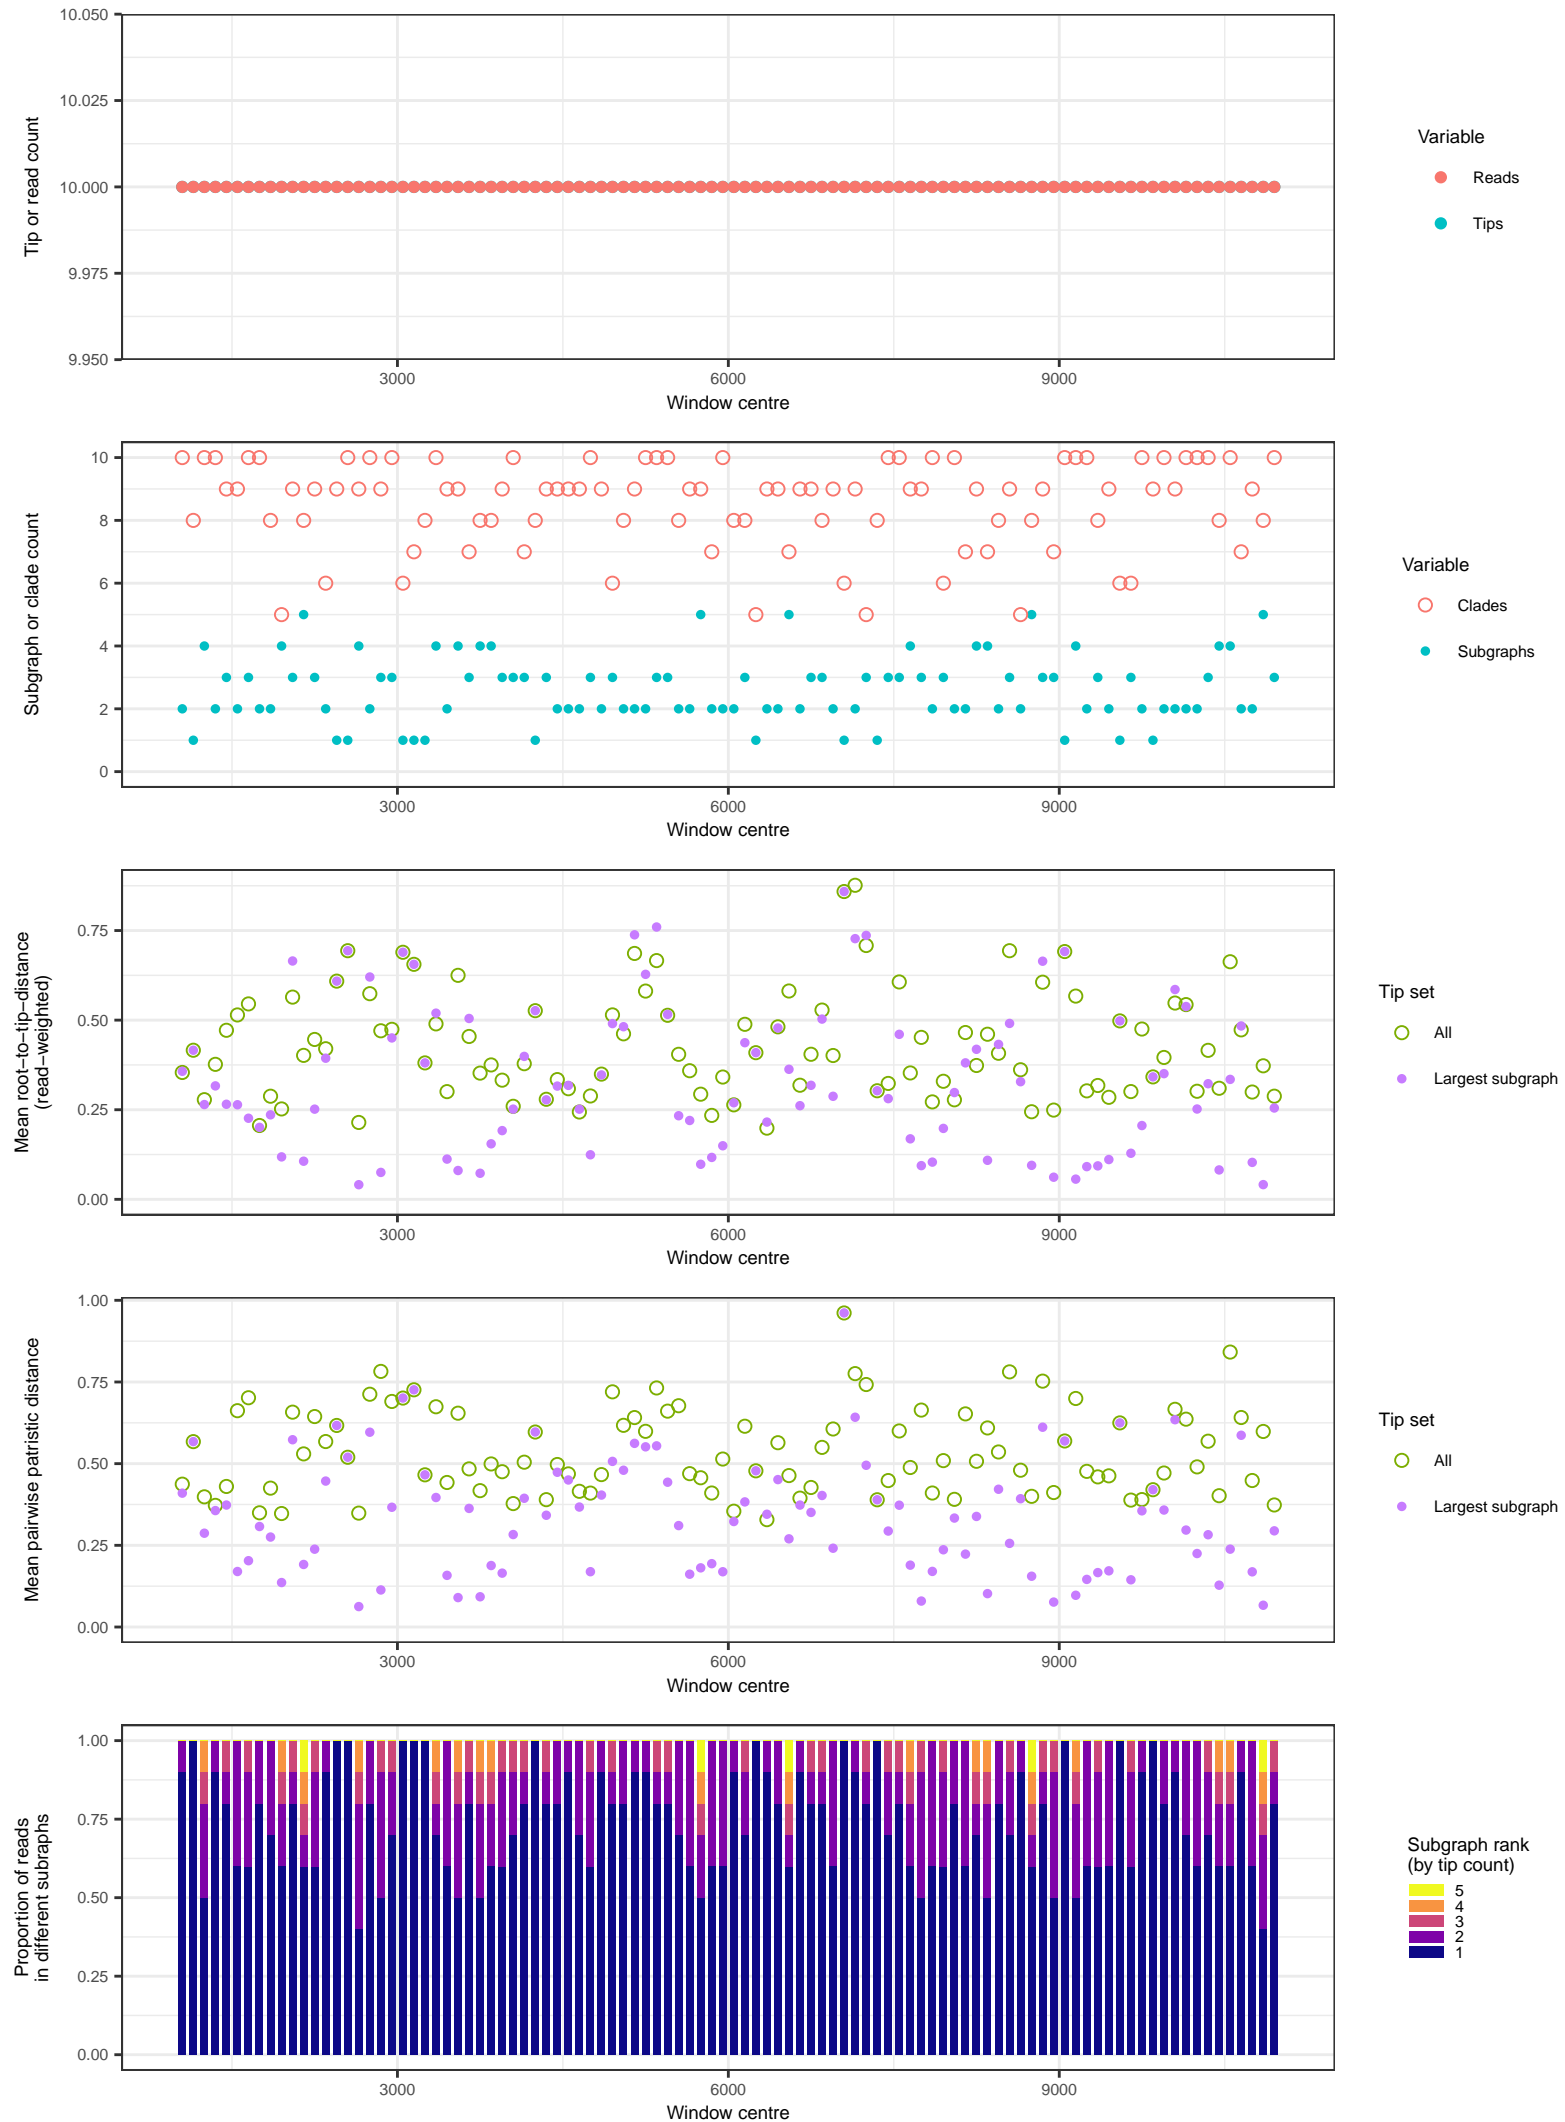 10.050
10.025
10.000
9.975
9.950
Tip or read count
3000
6000
9000
Window centre
Variable
Reads
Tips
10
8
6
4
2
0
Subgraph or clade count
3000
6000
9000
Window centre
Variable
Clades
Subgraphs
0.75
0.50
0.25
0.00
Mean root−to−tip−distance
(read−weighted)
3000
6000
9000
Window centre
Tip set
All
Largest subgraph
1.00
0.75
0.50
0.25
0.00
Mean pairwise patristic distance
3000
6000
9000
Window centre
Tip set
All
Largest subgraph
1.00
0.75
0.50
0.25
0.00
Proportion of reads
in different subraphs
3000
6000
9000
Window centre
Subgraph rank
(by tip count)
5
4
3
2
1